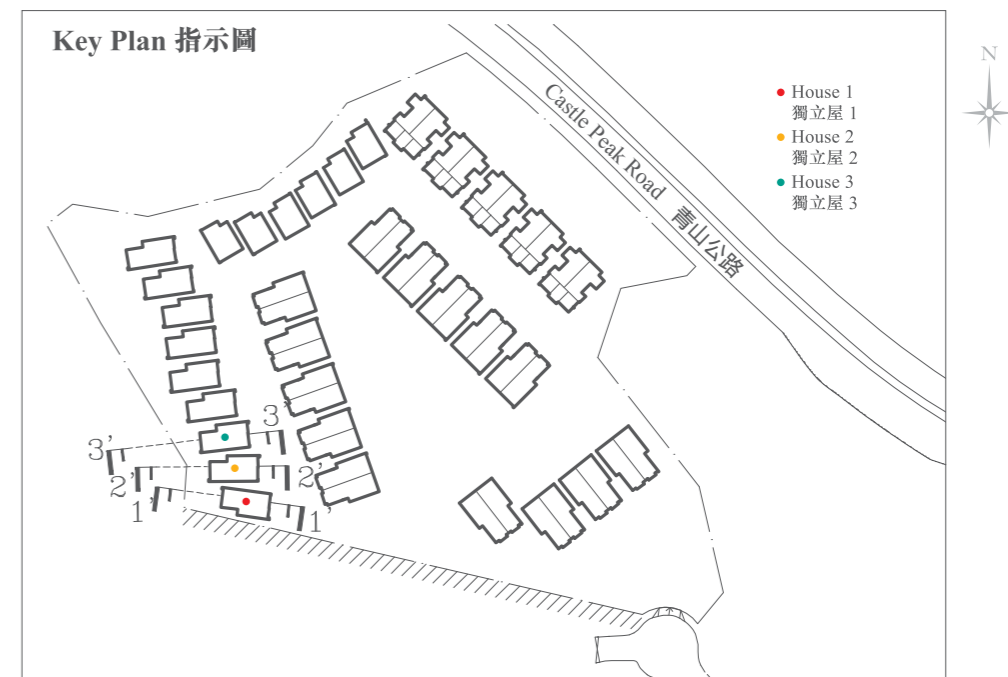 Key Plan 指示圖
N
House 1
獨立屋 1
House 2
獨立屋 2
House 3
獨立屋 3
Castle Peak Road 青山公路
3'
3'
2'
2'
1'
1'